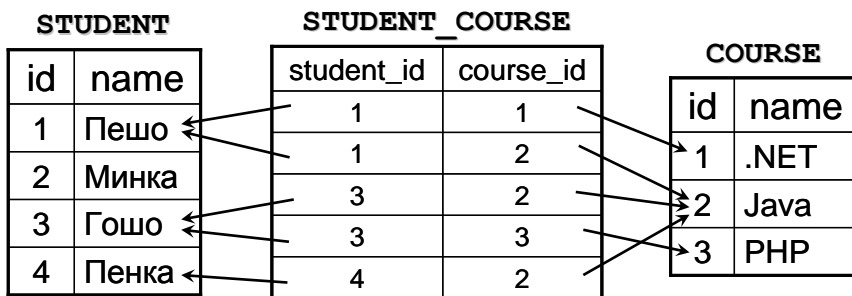 STUDENT
id name
1 Пешо
2 Минка
3 Гошо
4 Пенка
STUDENT_COURSE
student_id course_id
1 1
1 2
3 2
3 3
4 2
COURSE
id name
1 .NET
2 Java
3 PHP